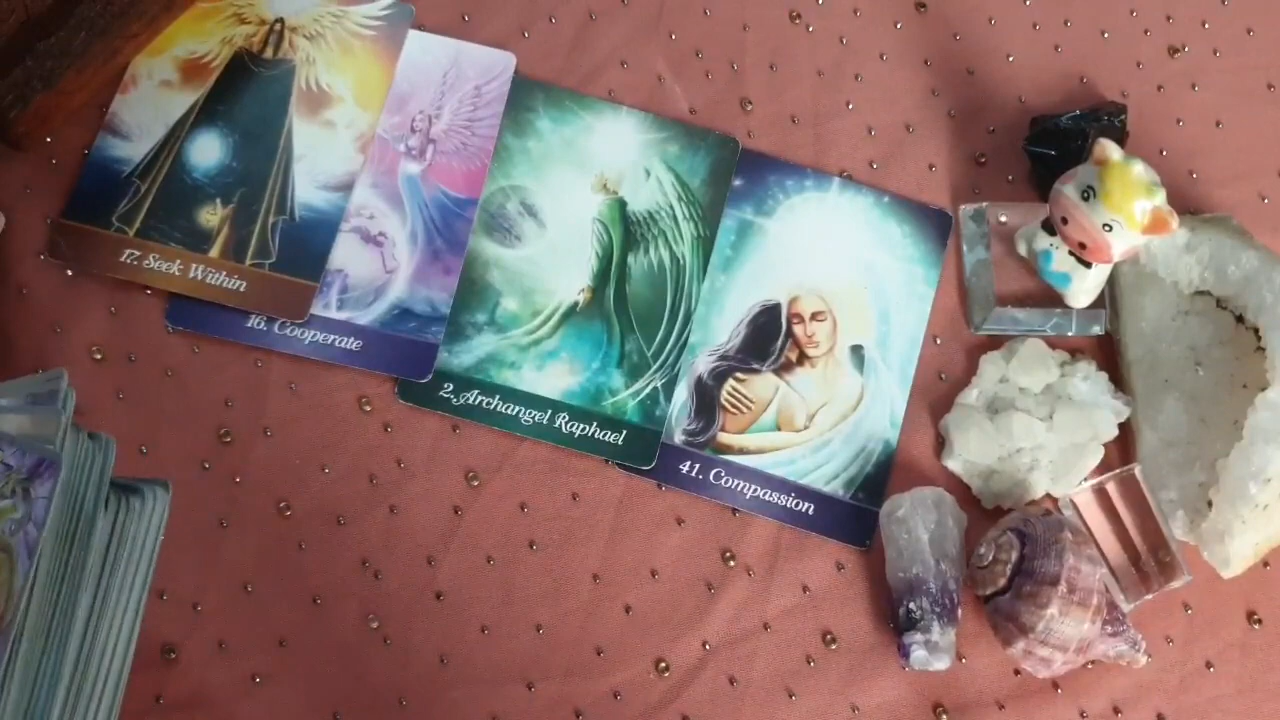 17. Seek Within
16. Cooperate
2. Archangel Raphael
41. Compassion